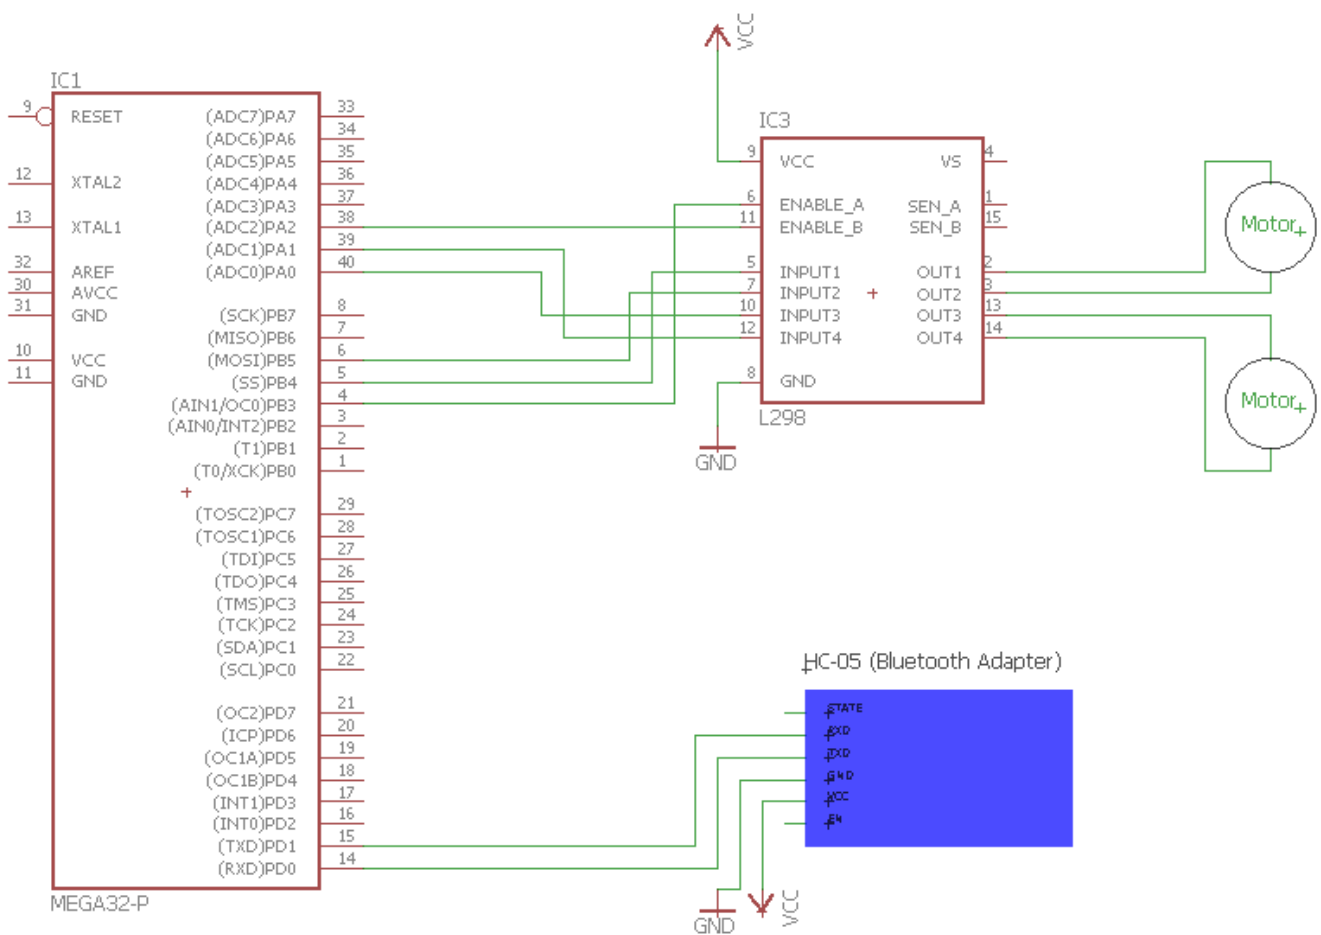 VCC
IC1
9 RESET (ADC7)PA7 33
(ADC6)PA6 34
(ADC5)PA5 35
12 XTAL2 (ADC4)PA4 36
(ADC3)PA3 37
13 XTAL1 (ADC2)PA2 38
(ADC1)PA1 39
32 AREF (ADC0)PA0 40
30 AVCC
31 GND (SCK)PB7 8
(MISO)PB6 7
10 VCC (MOSI)PB5 6
11 GND (SS)PB4 5
(AIN1/OC0)PB3 4
(AIN0/INT2)PB2 3
(T1)PB1 2
(T0/XCK)PB0 1
(TOSC2)PC7 29
(TOSC1)PC6 28
(TDI)PC5 27
(TDO)PC4 26
(TMS)PC3 25
(TCK)PC2 24
(SDA)PC1 23
(SCL)PC0 22
(OC2)PD7 21
(ICP)PD6 20
(OC1A)PD5 19
(OC1B)PD4 18
(INT1)PD3 17
(INT0)PD2 16
(TXD)PD1 15
(RXD)PD0 14
MEGA32-P
IC3
9 VCC VS 4
6 ENABLE_A SEN_A 1
11 ENABLE_B SEN_B 15
5 INPUT1 OUT1 2
7 INPUT2 OUT2 3
10 INPUT3 OUT3 13
12 INPUT4 OUT4 14
8 GND
L298
GND
Motor
Motor
HC-05 (Bluetooth Adapter)
STATE
RXD
TXD
GND
VCC
EN
GND
VCC